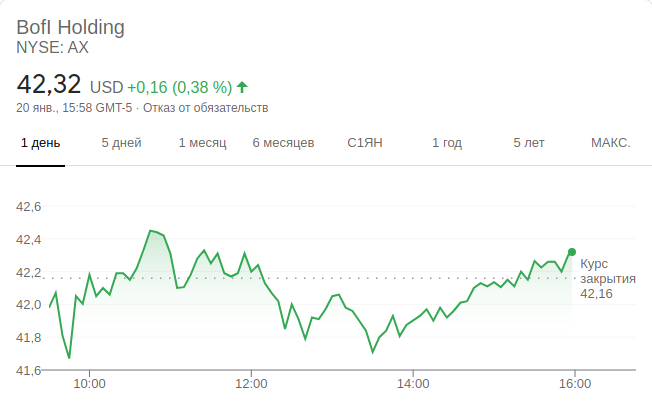 BofI Holding
NYSE: AX
42,32 USD +0,16 (0,38 %)
20 янв., 15:58 GMT-5 · Отказ от обязательств
1 день 5 дней 1 месяц 6 месяцев С1ЯН 1 год 5 лет МАКС.
42,6
42,4
42,2
42,0
41,8
41,6
Курс
закрытия
42,16
10:00 12:00 14:00 16:00